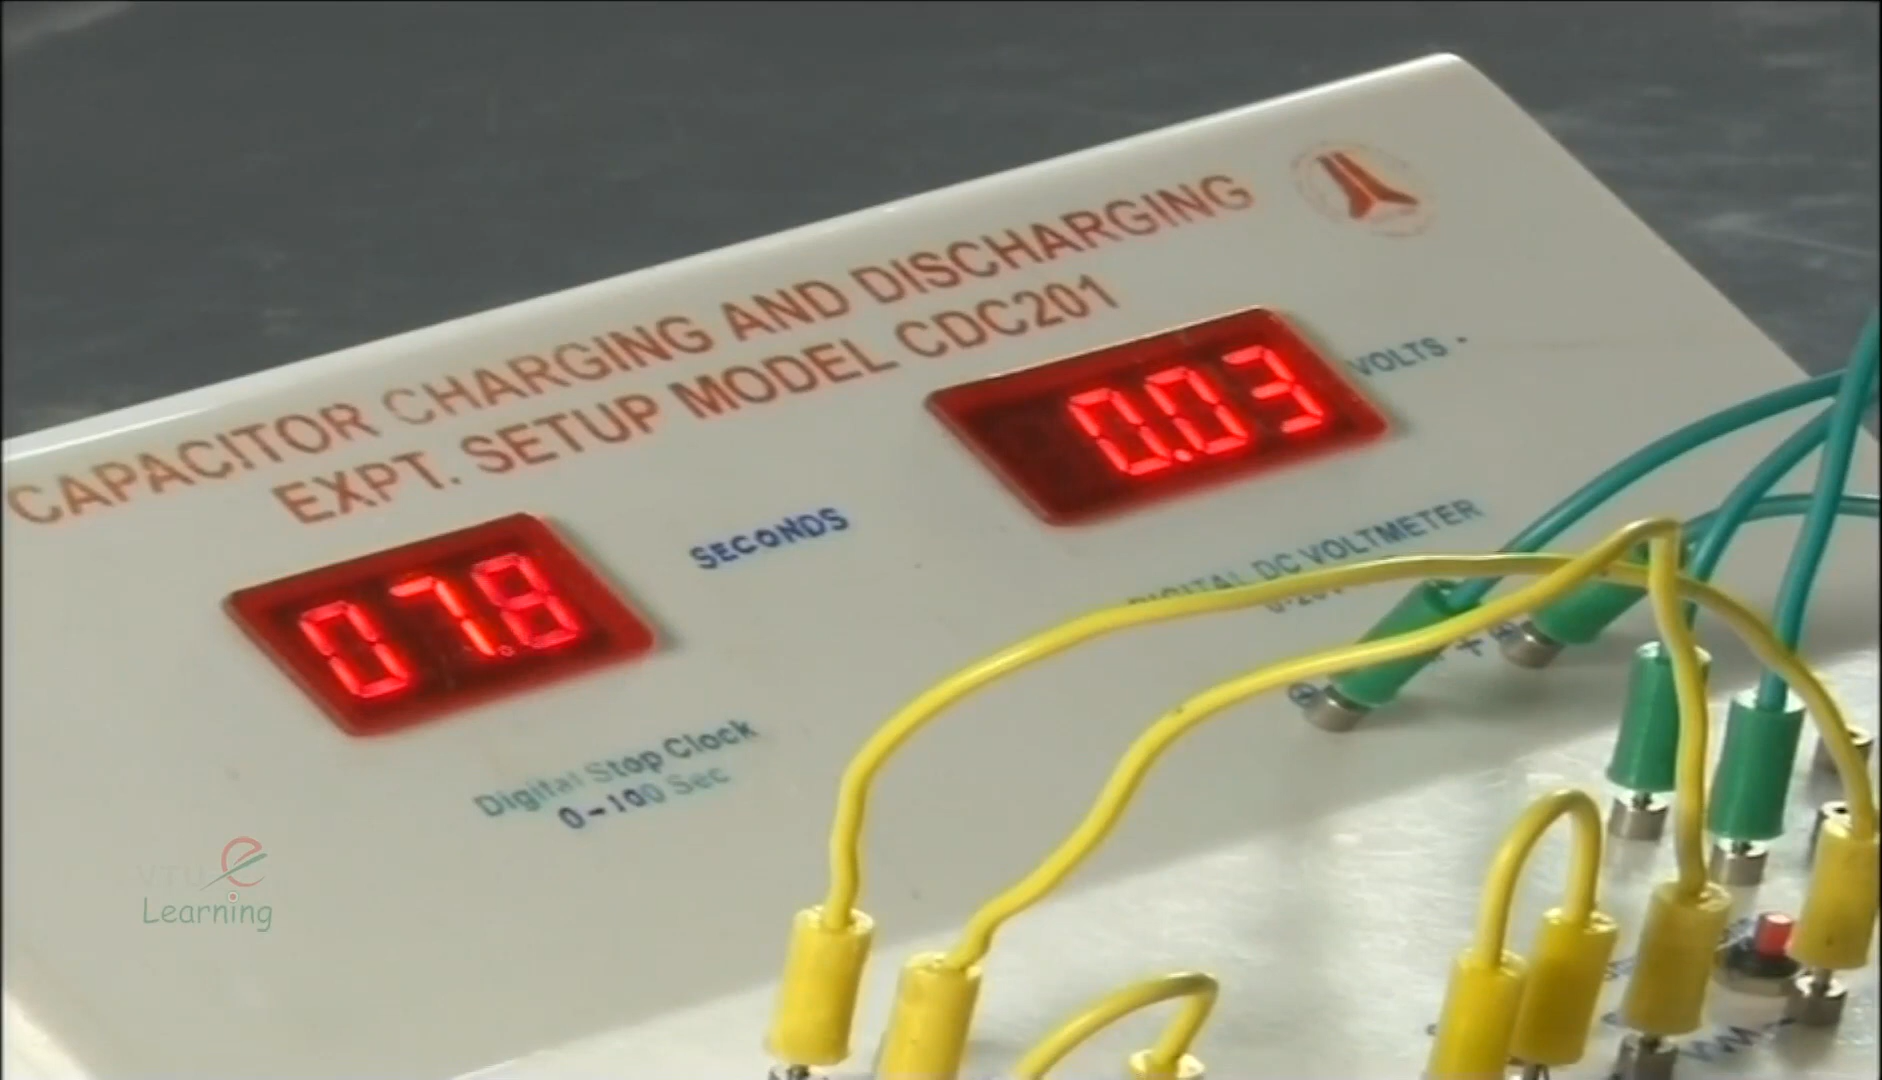 CAPACITOR CHARGING AND DISCHARGING
EXPT. SETUP MODEL CDC201
0.03
VOLTS
07.8
SECONDS
DIGITAL DC VOLTMETER
Digital Stop Clock
0-100 Sec
VTU e
Learning